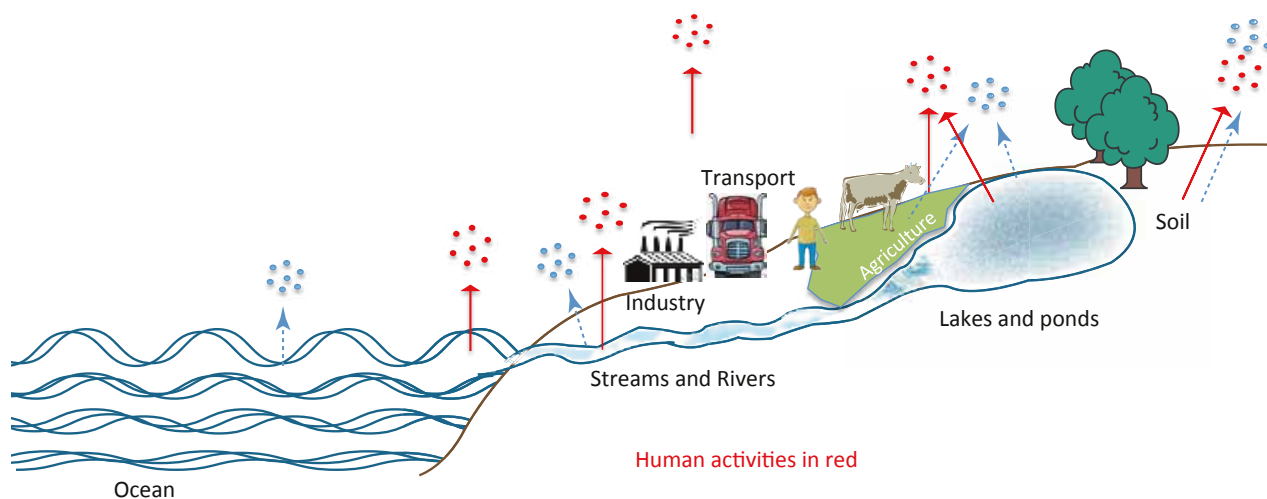 Transport
Agriculture
Soil
Industry
Lakes and ponds
Streams and Rivers
Human activities in red
Ocean